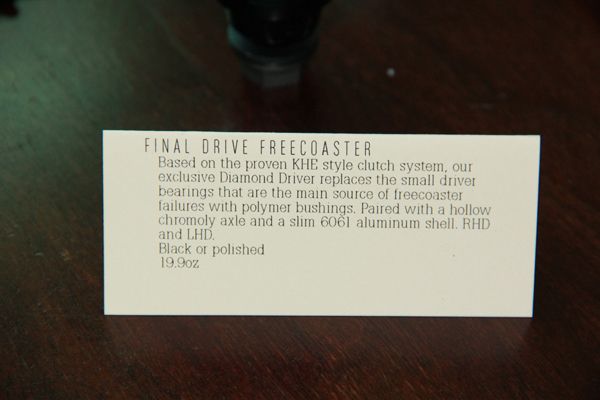 FINAL DRIVE FREECOASTER
Based on the proven KHE style clutch system, our
exclusive Diamond Driver replaces the small driver
bearings that are the main source of freecoaster
failures with polymer bushings. Paired with a hollow
chromoly axle and a slim 6061 aluminum shell. RHD
and LHD.
Black or polished
19.9oz